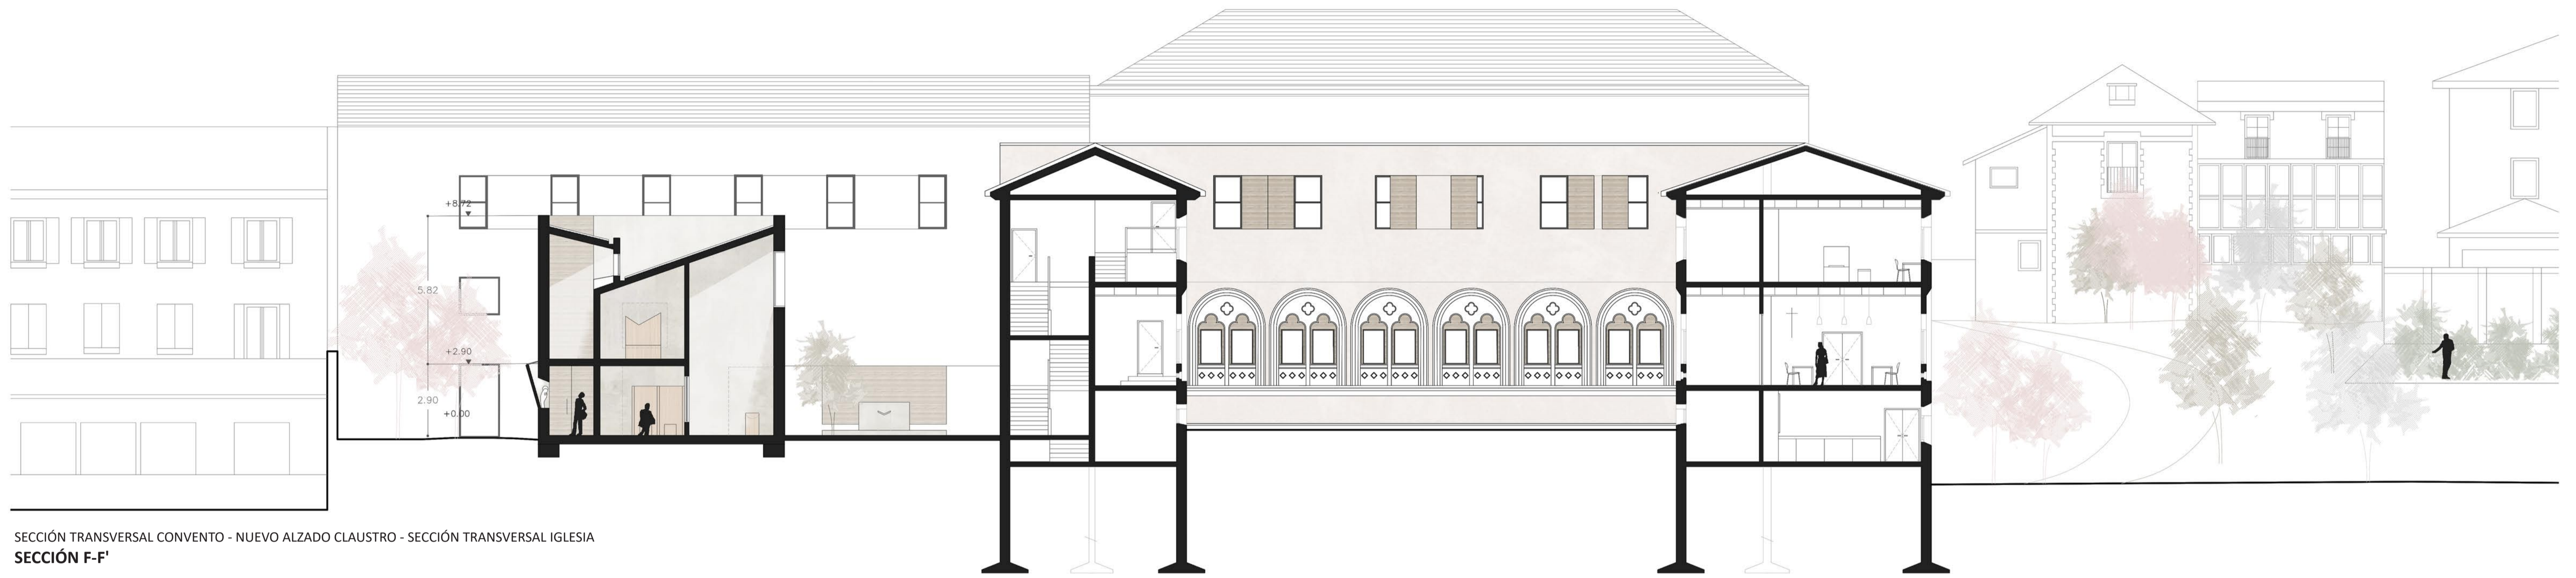 +8.72
5.82
+2.90
2.90
+0.00
SECCIÓN TRANSVERSAL CONVENTO - NUEVO ALZADO CLAUSTRO - SECCIÓN TRANSVERSAL IGLESIA
SECCIÓN F-F'